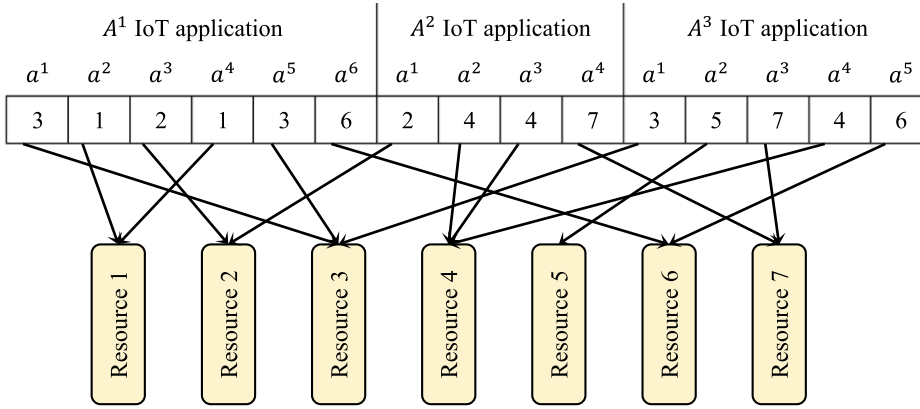 A¹ IoT application A² IoT application A³ IoT application
a¹ a² a³ a⁴ a⁵ a⁶ a¹ a² a³ a⁴ a¹ a² a³ a⁴ a⁵
3 1 2 1 3 6 2 4 4 7 3 5 7 4 6
Resource 1
Resource 2
Resource 3
Resource 4
Resource 5
Resource 6
Resource 7